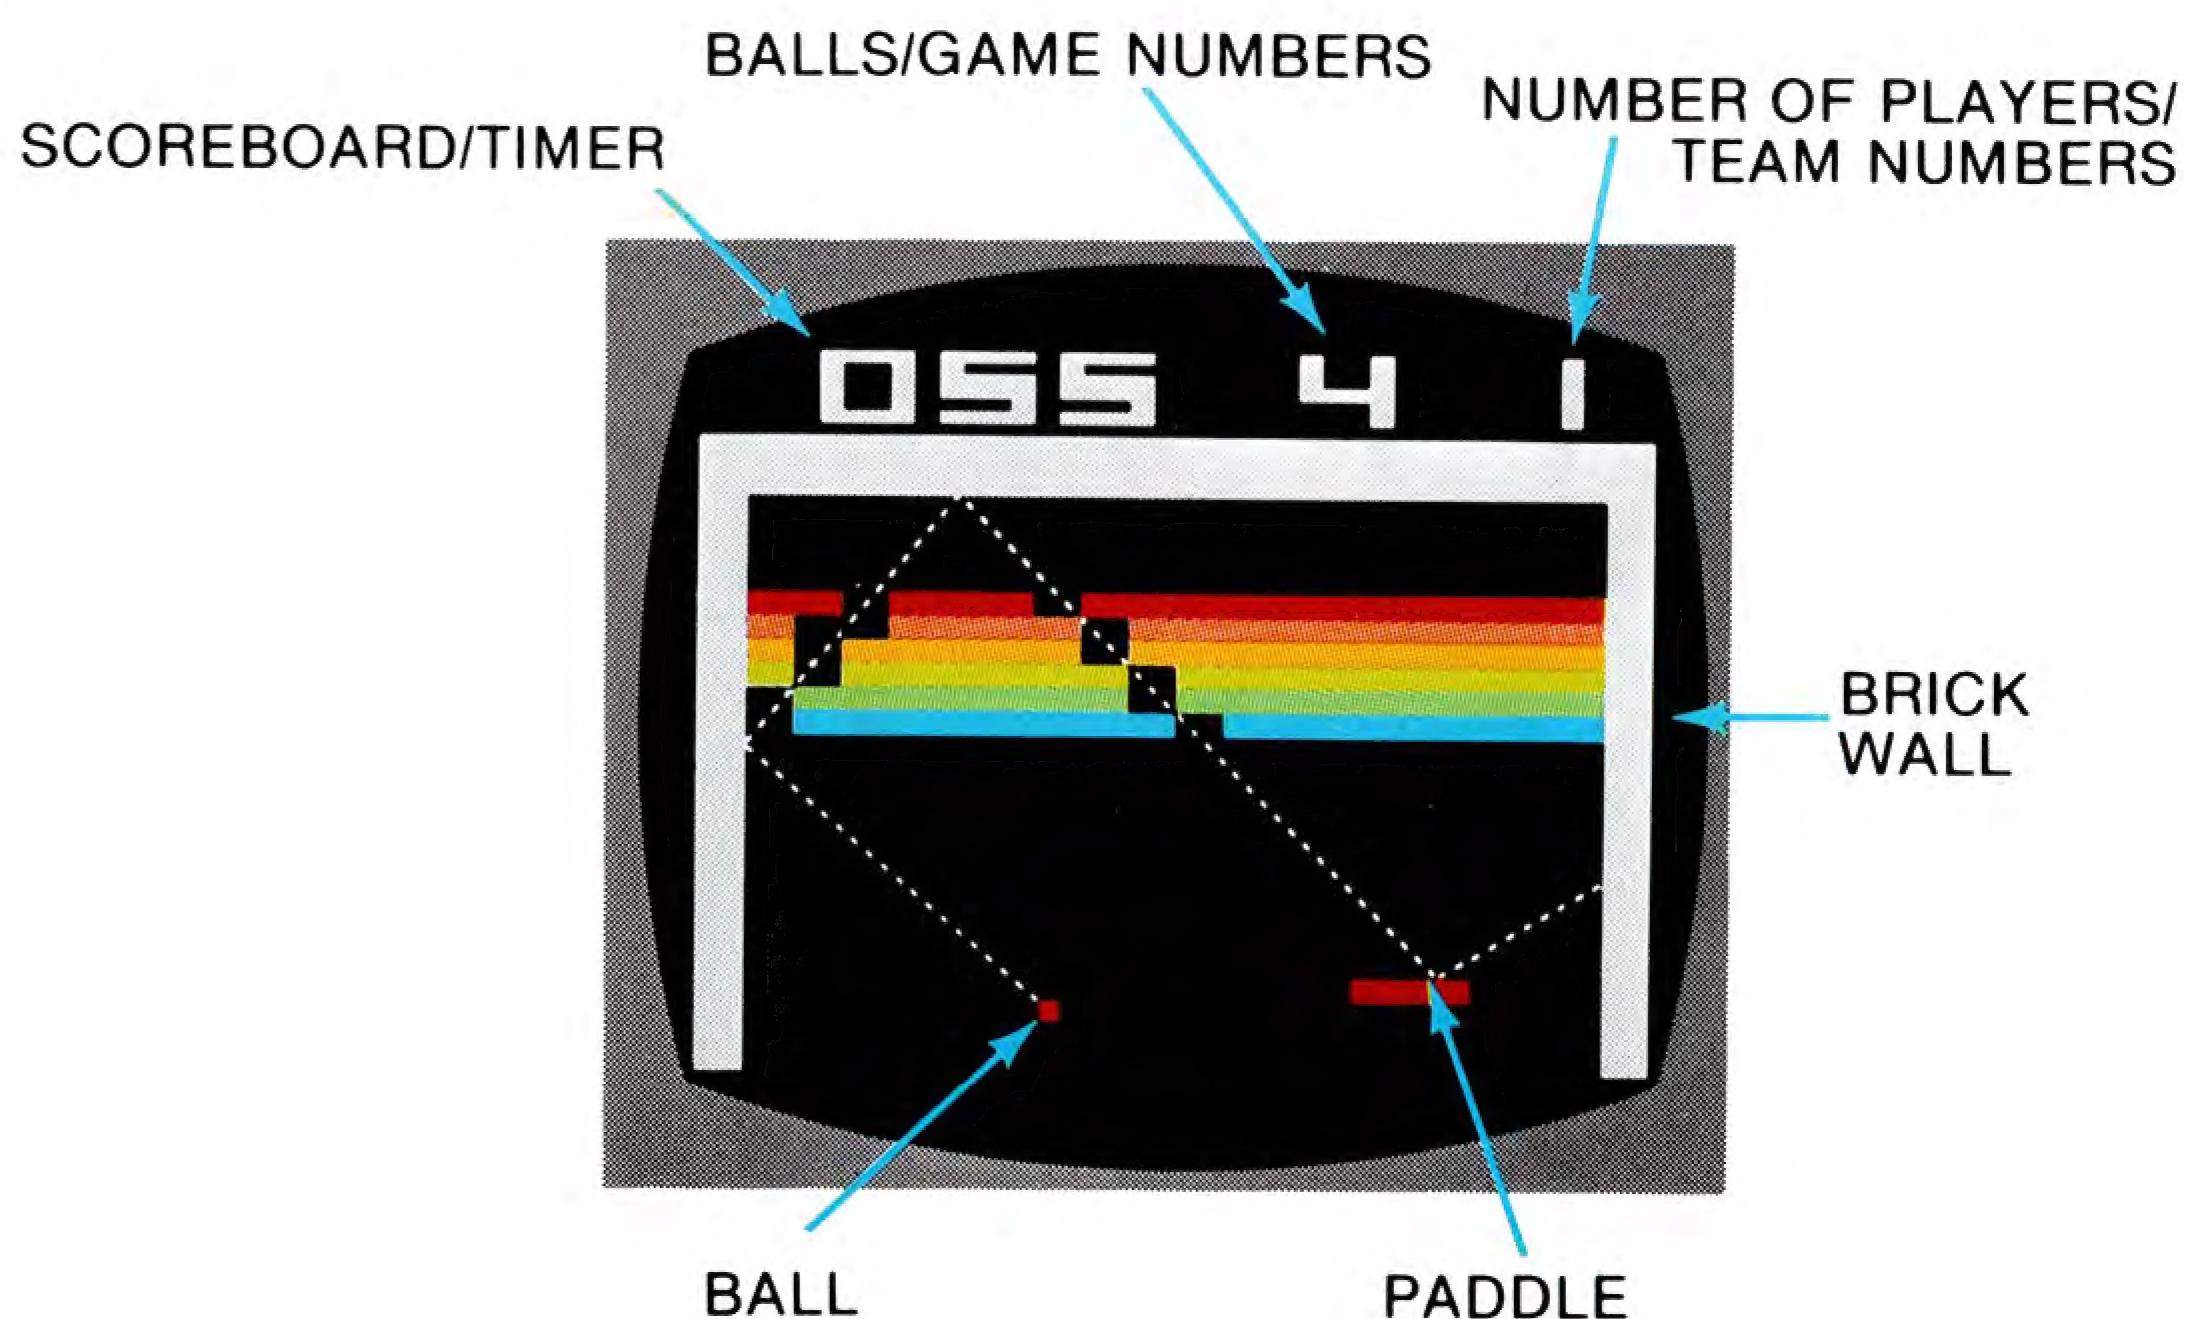 BALLS/GAME NUMBERS
NUMBER OF PLAYERS/
TEAM NUMBERS
SCOREBOARD/TIMER
055 4 1
BRICK
WALL
BALL
PADDLE